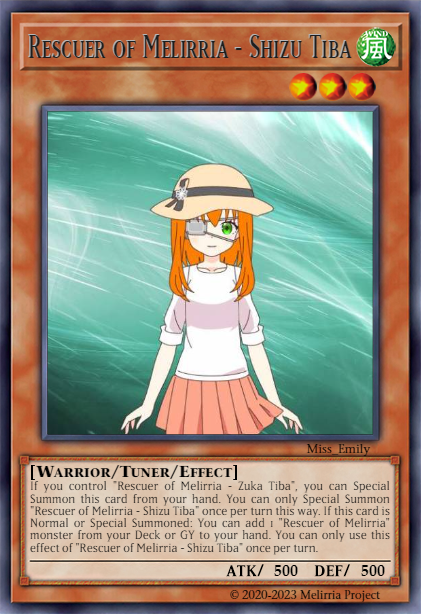 Rescuer of Melirria - Shizu Tiba
WIND
風
Miss_Emily
[Warrior/Tuner/Effect]
If you control "Rescuer of Melirria - Zuka Tiba", you can Special
Summon this card from your hand. You can only Special Summon
"Rescuer of Melirria - Shizu Tiba" once per turn this way. If this card is
Normal or Special Summoned: You can add 1 "Rescuer of Melirria"
monster from your Deck or GY to your hand. You can only use this
effect of "Rescuer of Melirria - Shizu Tiba" once per turn.
ATK/ 500 DEF/ 500
© 2020-2023 Melirria Project